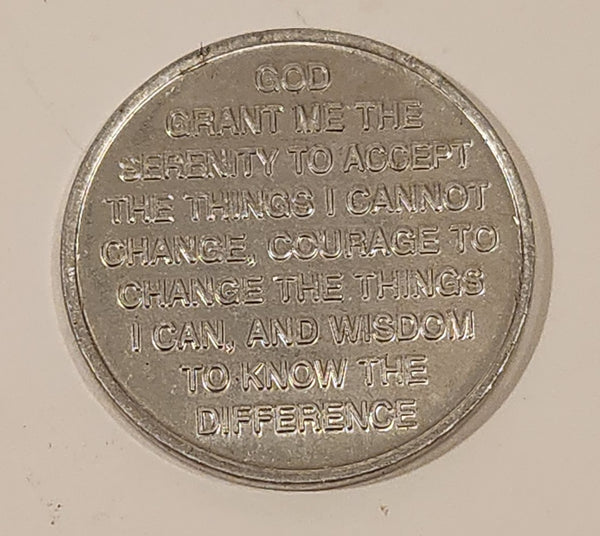 GOD
GRANT ME THE
SERENITY TO ACCEPT
THE THINGS I CANNOT
CHANGE, COURAGE TO
CHANGE THE THINGS
I CAN, AND WISDOM
TO KNOW THE
DIFFERENCE